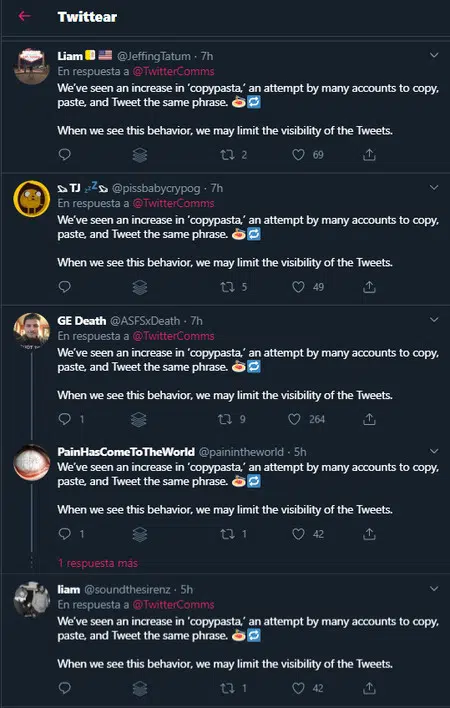 Twittear
Liam 🇺🇸 @JeffingTatum · 7h
En respuesta a @TwitterComms
We've seen an increase in 'copypasta,' an attempt by many accounts to copy,
paste, and Tweet the same phrase. 🍝🔁
When we see this behavior, we may limit the visibility of the Tweets.
2 69
TJ 💤 @pissbabycrypog · 7h
En respuesta a @TwitterComms
We've seen an increase in 'copypasta,' an attempt by many accounts to copy,
paste, and Tweet the same phrase. 🍝🔁
When we see this behavior, we may limit the visibility of the Tweets.
5 49
GE Death @ASFSxDeath · 7h
En respuesta a @TwitterComms
We've seen an increase in 'copypasta,' an attempt by many accounts to copy,
paste, and Tweet the same phrase. 🍝🔁
When we see this behavior, we may limit the visibility of the Tweets.
1 9 264
PainHasComeToTheWorld @painintheworld · 5h
We've seen an increase in 'copypasta,' an attempt by many accounts to copy,
paste, and Tweet the same phrase. 🍝🔁
When we see this behavior, we may limit the visibility of the Tweets.
1 1 42
1 respuesta más
liam @soundthesirenz · 5h
En respuesta a @TwitterComms
We've seen an increase in 'copypasta,' an attempt by many accounts to copy,
paste, and Tweet the same phrase. 🍝🔁
When we see this behavior, we may limit the visibility of the Tweets.
1 42